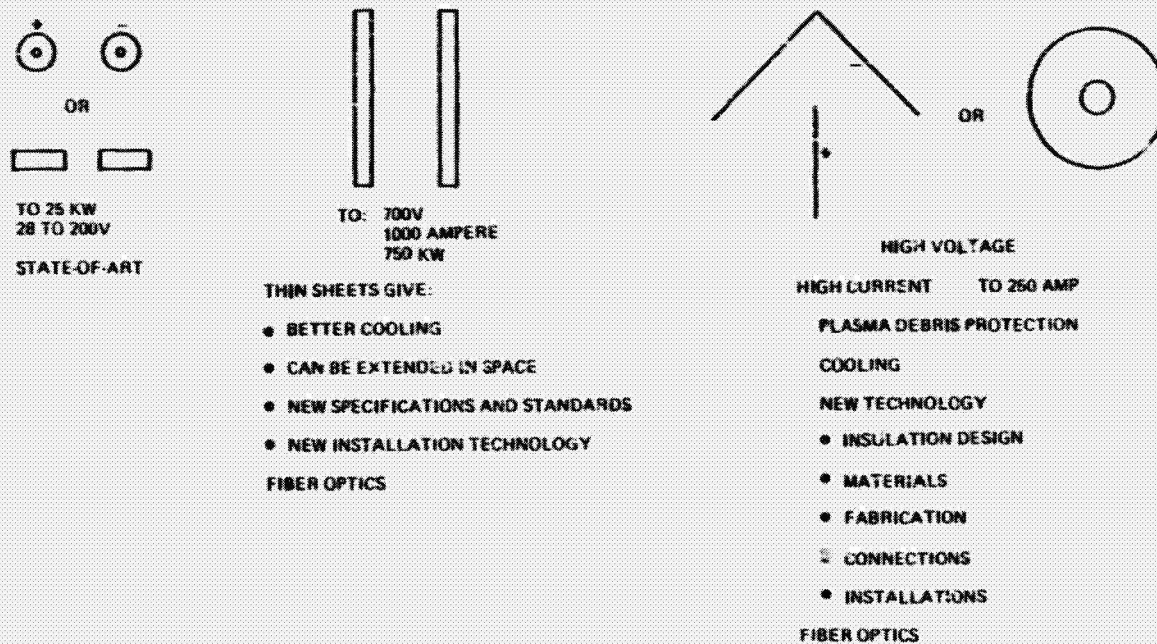 + -
OR
TO 25 KW
28 TO 200V
STATE-OF-ART
TO: 700V
1000 AMPERE
750 KW
THIN SHEETS GIVE:
• BETTER COOLING
• CAN BE EXTENDED IN SPACE
• NEW SPECIFICATIONS AND STANDARDS
• NEW INSTALLATION TECHNOLOGY
FIBER OPTICS
-
OR
+
HIGH VOLTAGE
HIGH CURRENT TO 250 AMP
PLASMA DEBRIS PROTECTION
COOLING
NEW TECHNOLOGY
• INSULATION DESIGN
• MATERIALS
• FABRICATION
• CONNECTIONS
• INSTALLATIONS
FIBER OPTICS